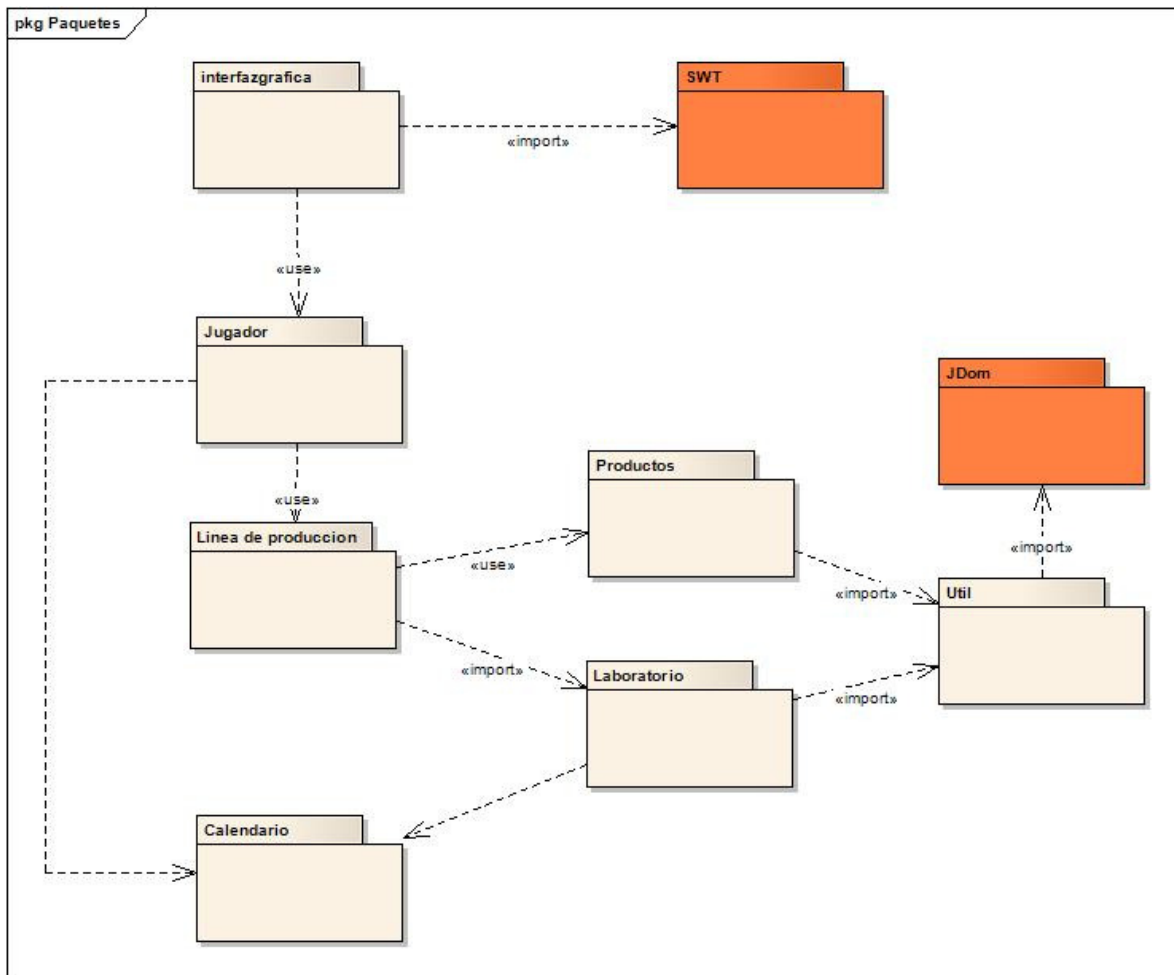 pkg Paquetes
interfazgrafica
SWT
«import»
«use»
Jugador
JDom
«use»
Productos
Linea de produccion
«use»
«import»
«import»
Util
«import»
Laboratorio
«import»
Calendario